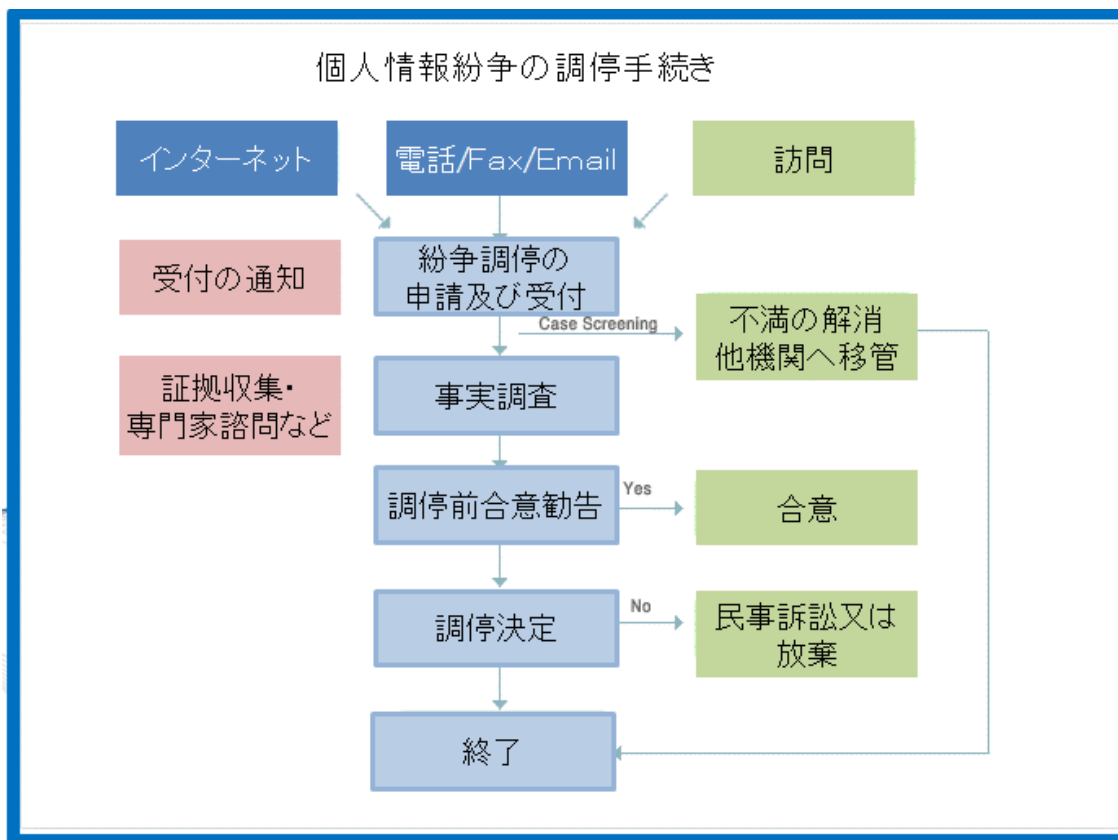 個人情報紛争の調停手続き
インターネット
電話/Fax/Email
訪問
受付の通知
紛争調停の
申請及び受付
Case Screening
不満の解消
他機関へ移管
証拠収集・
専門家諮問など
事実調査
調停前合意勧告
Yes
合意
調停決定
No
民事訴訟又は
放棄
終了